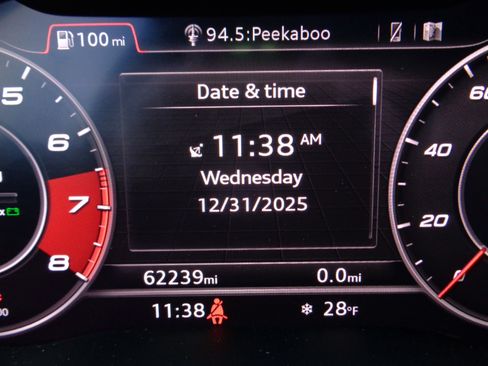 100 mi
94.5:Peekaboo
Date & time
11:38 AM
Wednesday
12/31/2025
5
6
7
8
60
40
20
0
62239mi
0.0mi
11:38
28°F